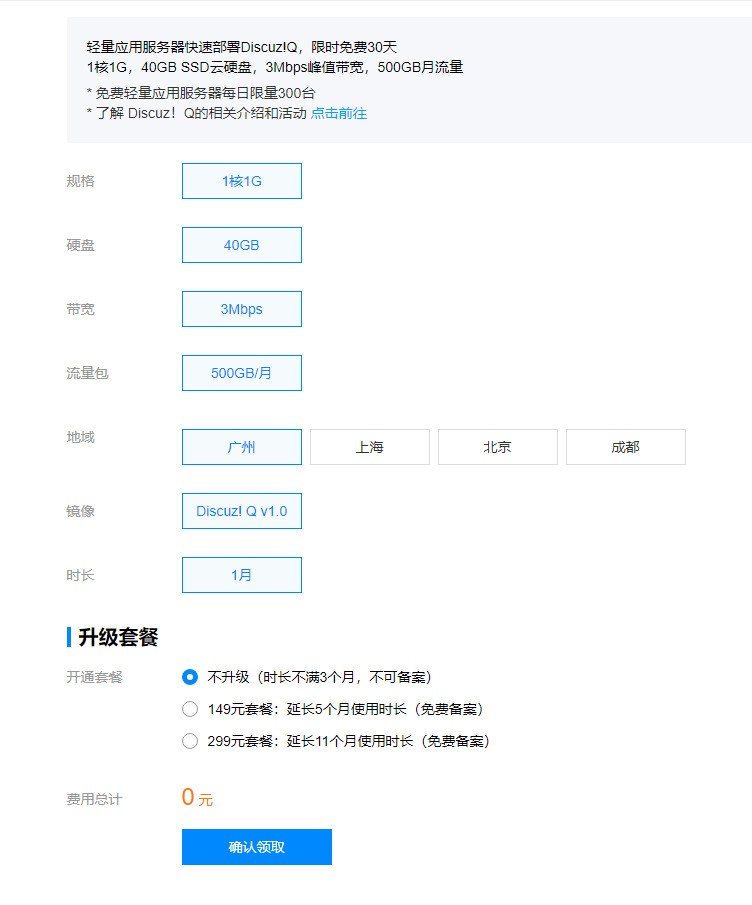 轻量应用服务器快速部署Discuz!Q，限时免费30天
1核1G，40GB SSD云硬盘，3Mbps峰值带宽，500GB月流量
* 免费轻量应用服务器每日限量300台
* 了解 Discuz！Q的相关介绍和活动 点击前往
规格 1核1G
硬盘 40GB
带宽 3Mbps
流量包 500GB/月
地域 广州 上海 北京 成都
镜像 Discuz! Q v1.0
时长 1月
升级套餐
开通套餐 不升级（时长不满3个月，不可备案）
149元套餐：延长5个月使用时长（免费备案）
299元套餐：延长11个月使用时长（免费备案）
费用总计 0 元
确认领取